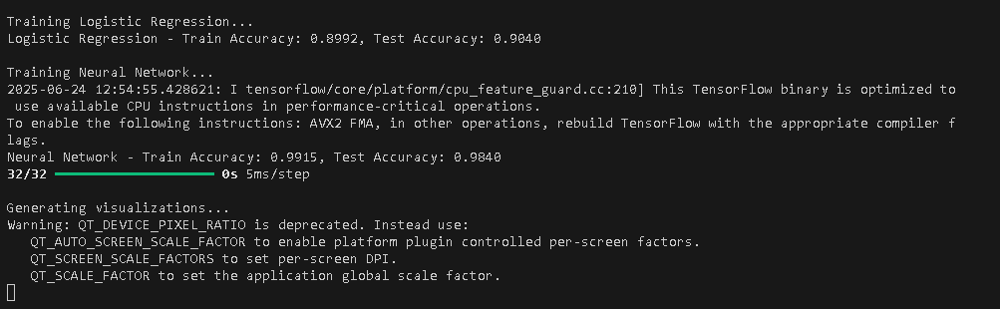 Training Logistic Regression...
Logistic Regression - Train Accuracy: 0.8992, Test Accuracy: 0.9040
Training Neural Network...
2025-06-24 12:54:55.428621: I tensorflow/core/platform/cpu_feature_guard.cc:210] This TensorFlow binary is optimized to
 use available CPU instructions in performance-critical operations.
To enable the following instructions: AVX2 FMA, in other operations, rebuild TensorFlow with the appropriate compiler f
lags.
Neural Network - Train Accuracy: 0.9915, Test Accuracy: 0.9840
32/32 ━━━━━━━━━━━━━━━━━━━━ 0s 5ms/step
Generating visualizations...
Warning: QT_DEVICE_PIXEL_RATIO is deprecated. Instead use:
   QT_AUTO_SCREEN_SCALE_FACTOR to enable platform plugin controlled per-screen factors.
   QT_SCREEN_SCALE_FACTORS to set per-screen DPI.
   QT_SCALE_FACTOR to set the application global scale factor.